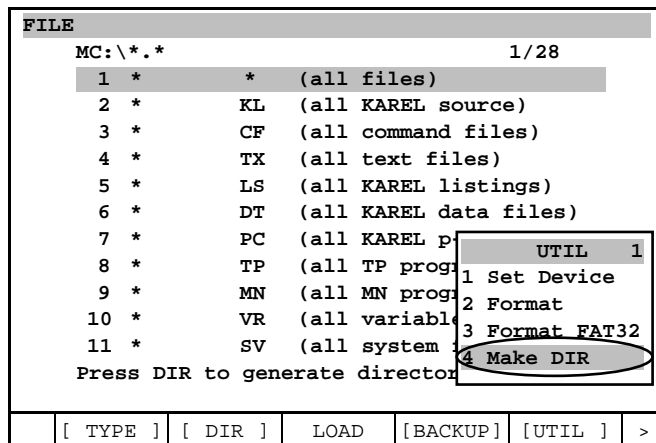 FILE
MC:\*.* 1/28
1 * * (all files)
2 * KL (all KAREL source)
3 * CF (all command files)
4 * TX (all text files)
5 * LS (all KAREL listings)
6 * DT (all KAREL data files)
7 * PC (all KAREL p-
8 * TP (all TP progr
9 * MN (all MN progr
10 * VR (all variable
11 * SV (all system
Press DIR to generate director
UTIL 1
1 Set Device
2 Format
3 Format FAT32
4 Make DIR
[ TYPE ] [ DIR ] LOAD [BACKUP] [UTIL ] >